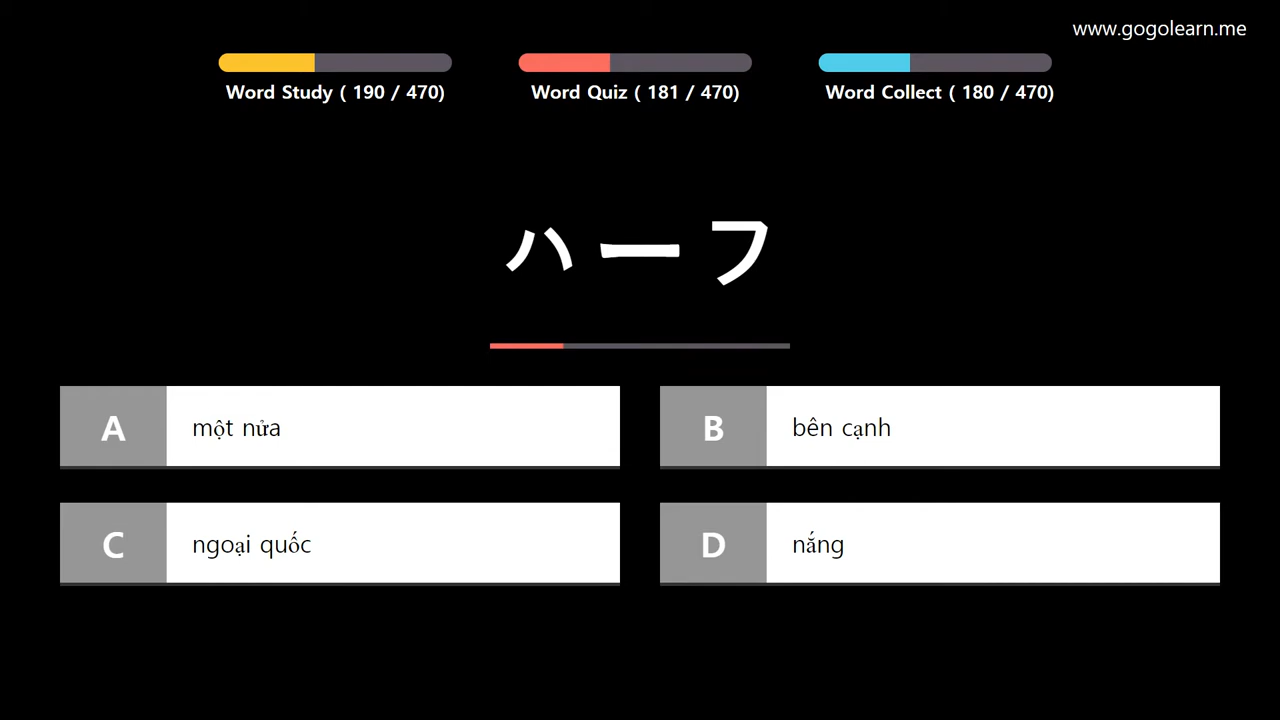 www.gogolearn.me
Word Study ( 190 / 470)
Word Quiz ( 181 / 470)
Word Collect ( 180 / 470)
ハーフ
A một nửa
B bên cạnh
C ngoại quốc
D nắng